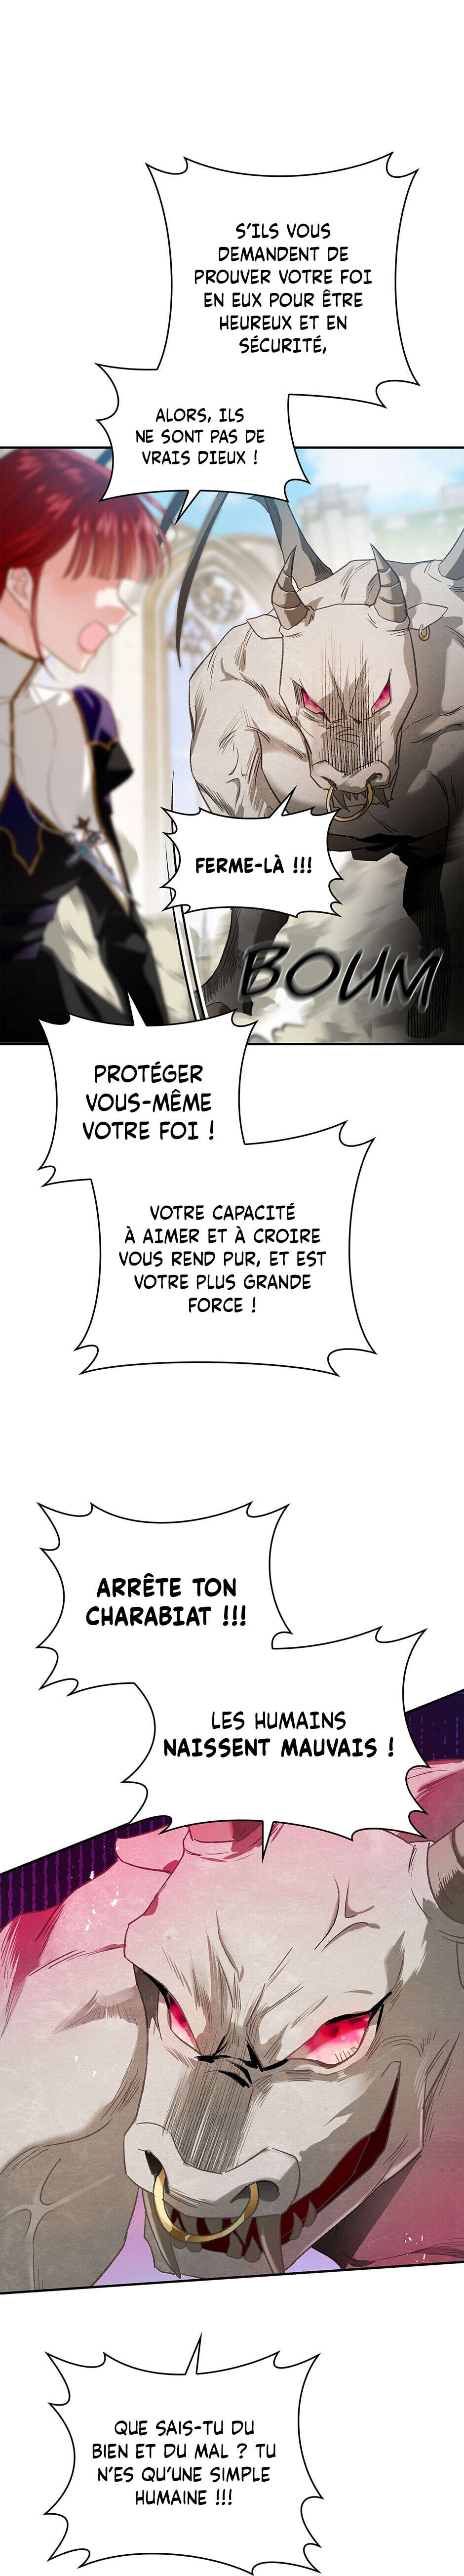 S'ILS VOUS
DEMANDENT DE
PROUVER VOTRE FOI
EN EUX POUR ÊTRE
HEUREUX ET EN
SÉCURITÉ,
ALORS, ILS
NE SONT PAS DE
VRAIS DIEUX !
FERME-LÀ !!!
BOUM
PROTÉGER
VOUS-MÊME
VOTRE FOI !
VOTRE CAPACITÉ
À AIMER ET À CROIRE
VOUS REND PUR, ET EST
VOTRE PLUS GRANDE
FORCE !
ARRÊTE TON
CHARABIAT !!!
LES HUMAINS
NAISSENT MAUVAIS !
QUE SAIS-TU DU
BIEN ET DU MAL ? TU
N'ES QU'UNE SIMPLE
HUMAINE !!!